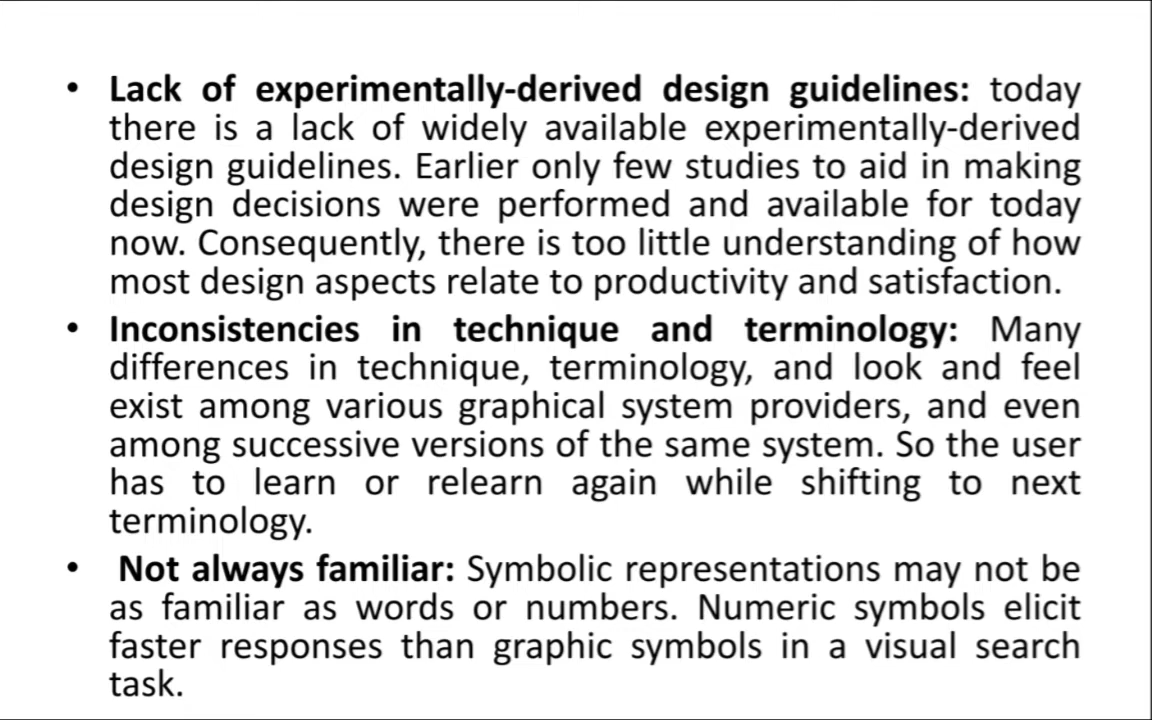 • Lack of experimentally-derived design guidelines: today
there is a lack of widely available experimentally-derived
design guidelines. Earlier only few studies to aid in making
design decisions were performed and available for today
now. Consequently, there is too little understanding of how
most design aspects relate to productivity and satisfaction.
• Inconsistencies in technique and terminology: Many
differences in technique, terminology, and look and feel
exist among various graphical system providers, and even
among successive versions of the same system. So the user
has to learn or relearn again while shifting to next
terminology.
• Not always familiar: Symbolic representations may not be
as familiar as words or numbers. Numeric symbols elicit
faster responses than graphic symbols in a visual search
task.